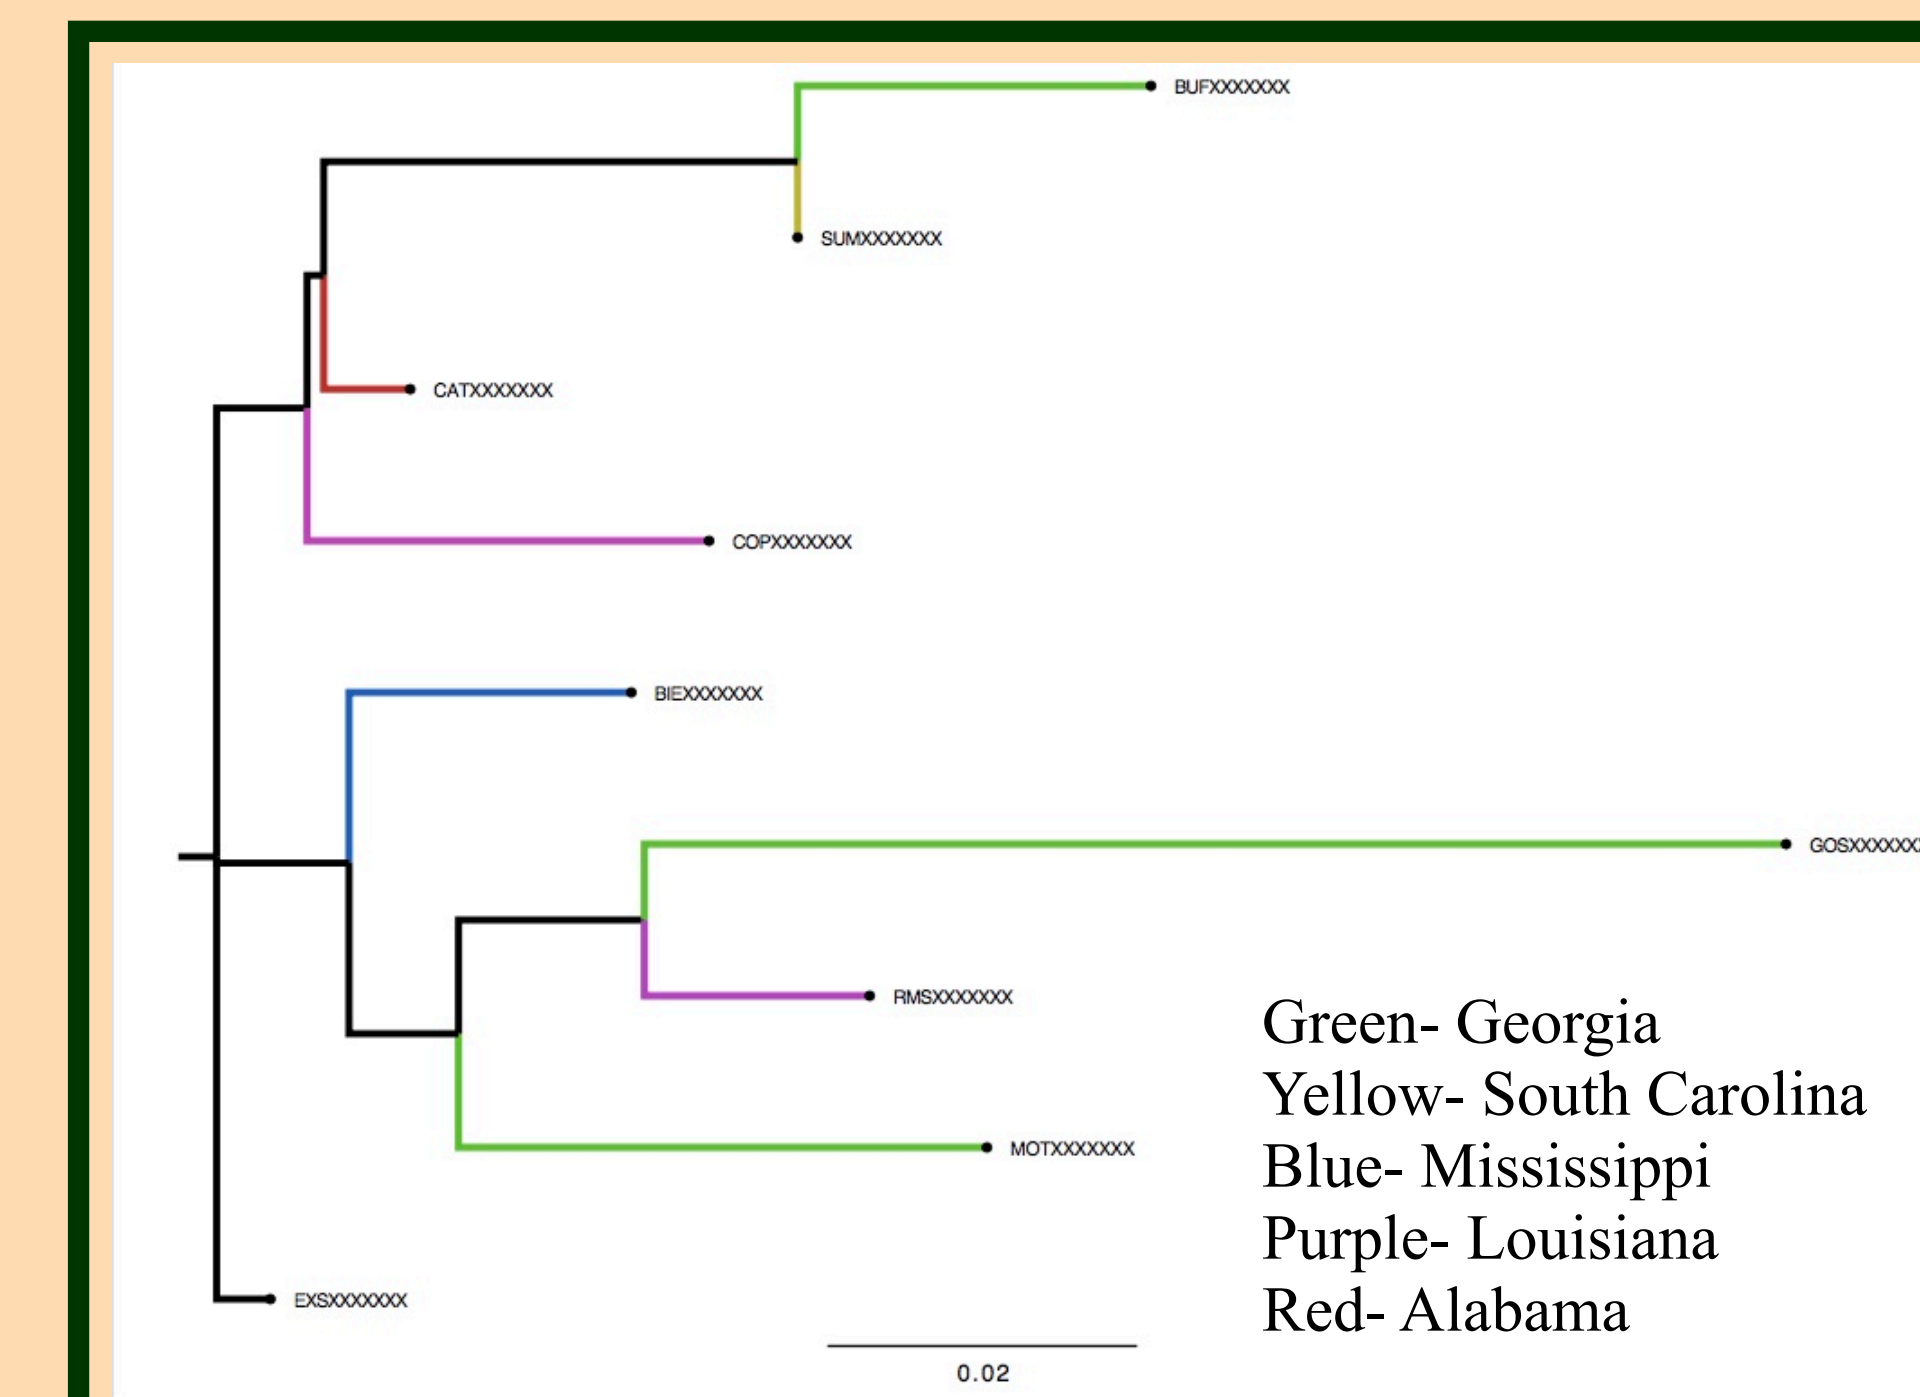 BUFXXXXXXX
SUMXXXXXXX
CATXXXXXXX
COPXXXXXXX
BIEXXXXXXX
GOSXXXXXXX
RMSXXXXXXX
MOTXXXXXXX
EXSXXXXXXX
Green- Georgia
Yellow- South Carolina
Blue- Mississippi
Purple- Louisiana
Red- Alabama
0.02